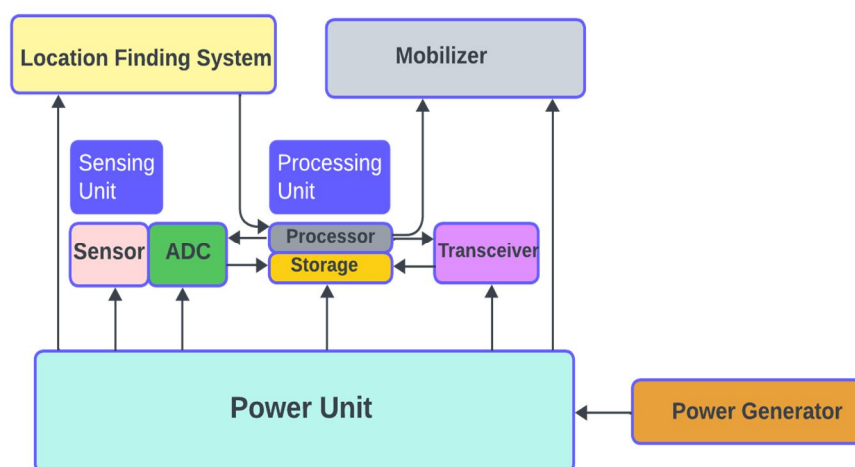 Location Finding System
Mobilizer
Sensing
Unit
Processing
Unit
Sensor
ADC
Processor
Storage
Transceiver
Power Unit
Power Generator